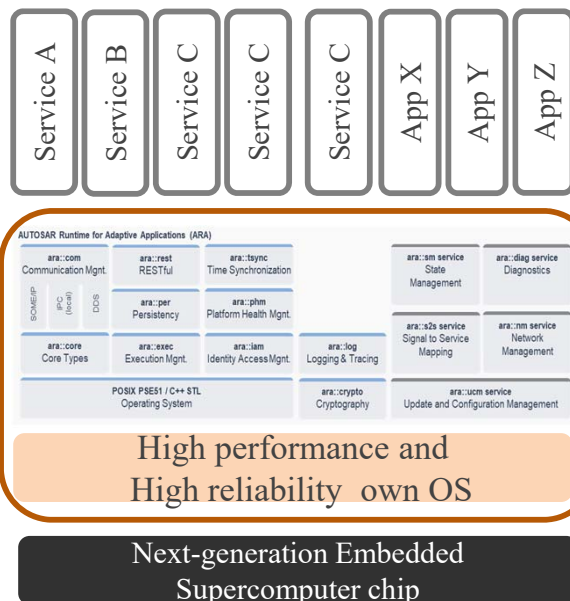 Service A
Service B
Service C
Service C
Service C
App X
App Y
App Z
AUTOSAR Runtime for Adaptive Applications (ARA)
ara::com
Communication Mgnt.
ara::rest
RESTful
ara::tsync
Time Synchronization
ara::sm service
State
Management
ara::diag service
Diagnostics
SOME/IP
IPC
(local)
DDS
ara::per
Persistency
ara::phm
Platform Health Mgnt.
ara::core
Core Types
ara::exec
Execution Mgnt.
ara::iam
Identity Access Mgnt.
ara::log
Logging & Tracing
ara::s2s service
Signal to Service
Mapping
ara::nm service
Network
Management
POSIX PSE51 / C++ STL
Operating System
ara::crypto
Cryptography
ara::ucm service
Update and Configuration Management
High performance and
High reliability own OS
Next-generation Embedded
Supercomputer chip